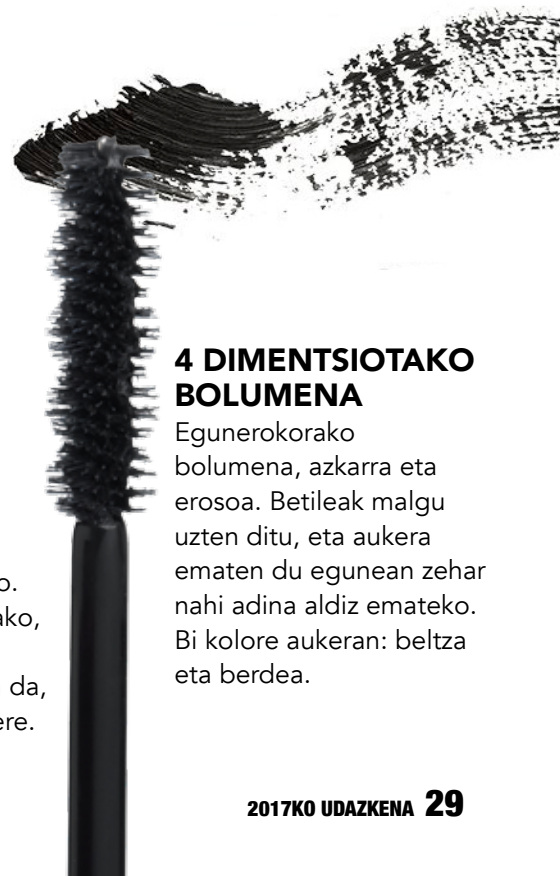 4 DIMENTSIOTAKO
BOLUMENA
Egunerokorako
bolumena, azkarra eta
erosoa. Betileak malgu
uzten ditu, eta aukera
ematen du egunean zehar
nahi adina aldiz emateko.
Bi kolore aukeran: beltza
eta berdea.
da,
2017KO UDAZKENA 29